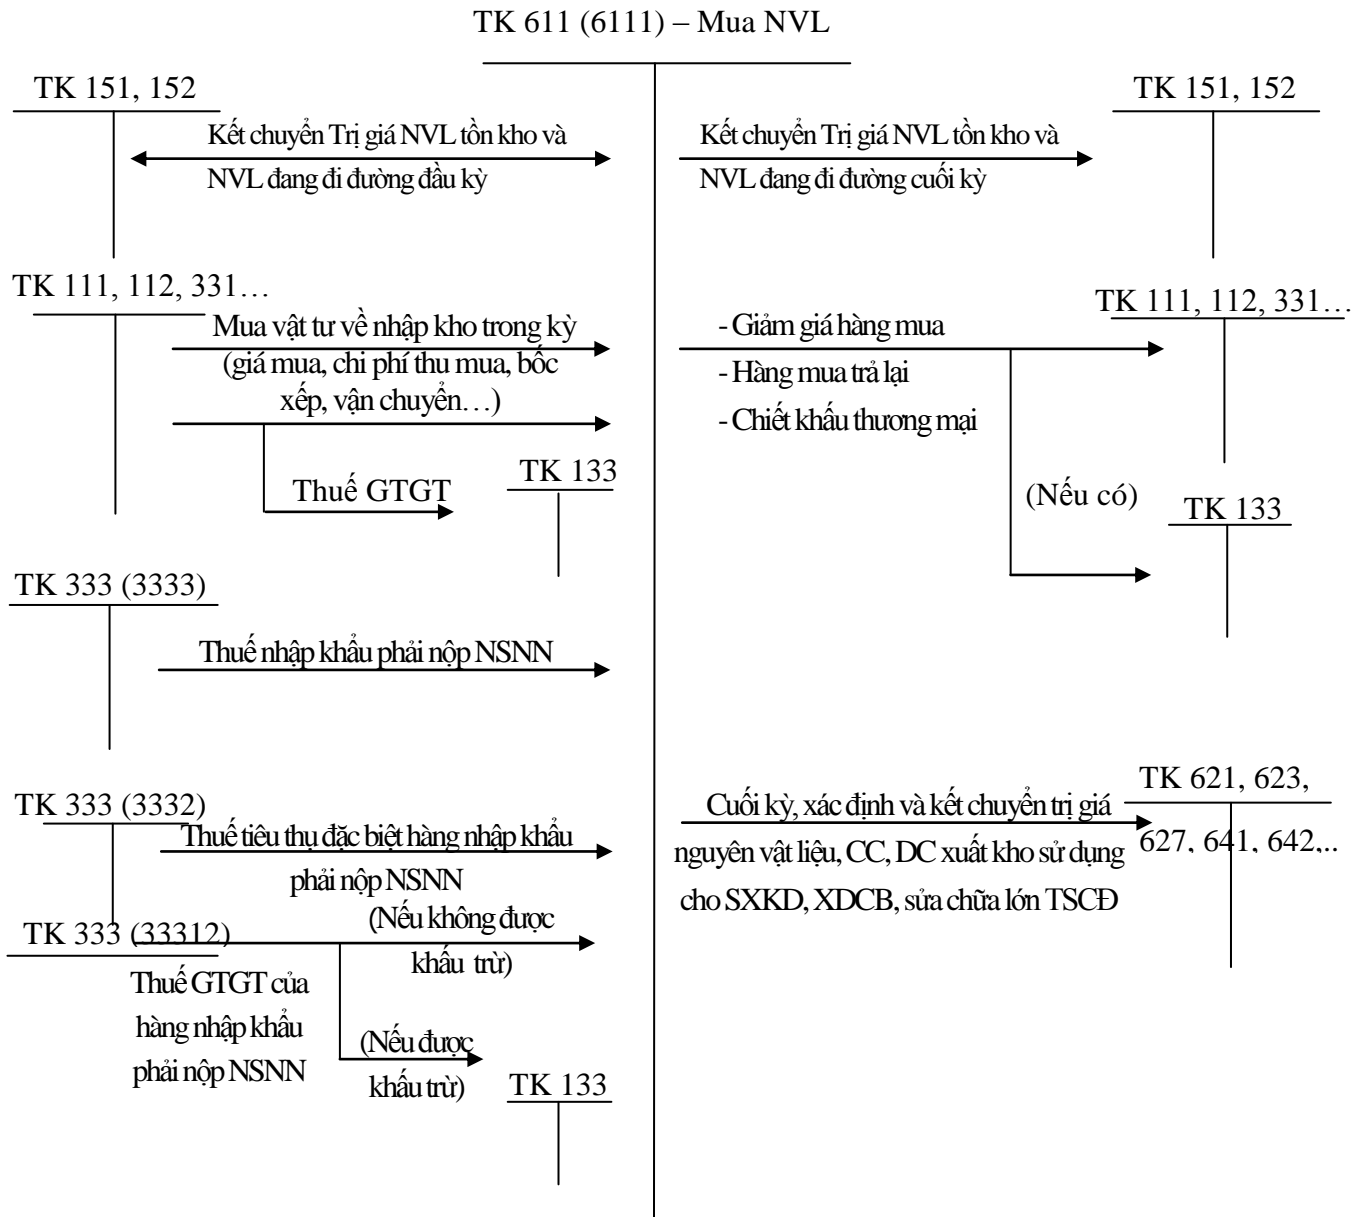 TK 611 (6111) – Mua NVL
TK 151, 152
Kết chuyển Trị giá NVL tồn kho và
NVL đang đi đường đầu kỳ
Kết chuyển Trị giá NVL tồn kho và
NVL đang đi đường cuối kỳ
TK 151, 152
TK 111, 112, 331…
Mua vật tư về nhập kho trong kỳ
(giá mua, chi phí thu mua, bốc
xếp, vận chuyển…)
- Giảm giá hàng mua
- Hàng mua trả lại
- Chiết khấu thương mại
TK 111, 112, 331…
Thuế GTGT
TK 133
(Nếu có)
TK 133
TK 333 (3333)
Thuế nhập khẩu phải nộp NSNN
TK 333 (3332)
Thuế tiêu thụ đặc biệt hàng nhập khẩu
phải nộp NSNN
Cuối kỳ, xác định và kết chuyển trị giá
nguyên vật liệu, CC, DC xuất kho sử dụng
cho SXKD, XDCB, sửa chữa lớn TSCĐ
TK 621, 623,
627, 641, 642,..
TK 333 (33312)
(Nếu không được
khấu trừ)
Thuế GTGT của
hàng nhập khẩu
phải nộp NSNN
(Nếu được
khấu trừ)
TK 133